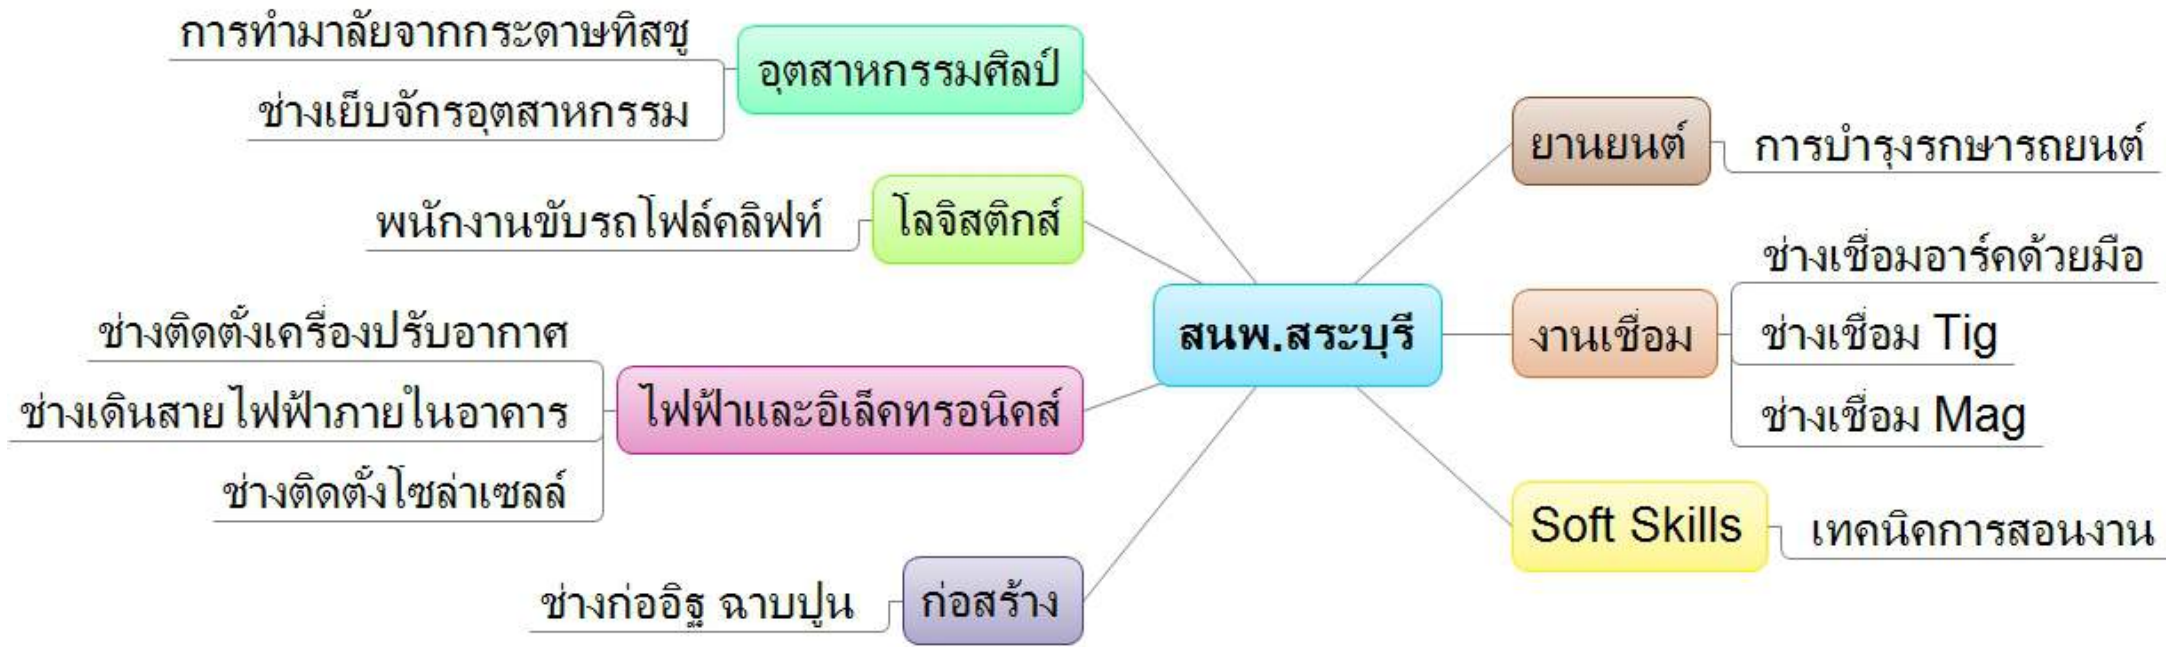 การทำมาลัยจากกระดาษทิสชู
ช่างเย็บจักรอุตสาหกรรม
อุตสาหกรรมศิลป์
พนักงานขับรถโฟล์คลิฟท์
โลจิสติกส์
ช่างติดตั้งเครื่องปรับอากาศ
ช่างเดินสายไฟฟ้าภายในอาคาร
ช่างติดตั้งโซล่าเซลล์
ไฟฟ้าและอิเล็คทรอนิคส์
ช่างก่ออิฐ ฉาบปูน
ก่อสร้าง
สนพ.สระบุรี
ยานยนต์
การบำรุงรกษารถยนต์
งานเชื่อม
ช่างเชื่อมอาร์คด้วยมือ
ช่างเชื่อม Tig
ช่างเชื่อม Mag
Soft Skills
เทคนิคการสอนงาน